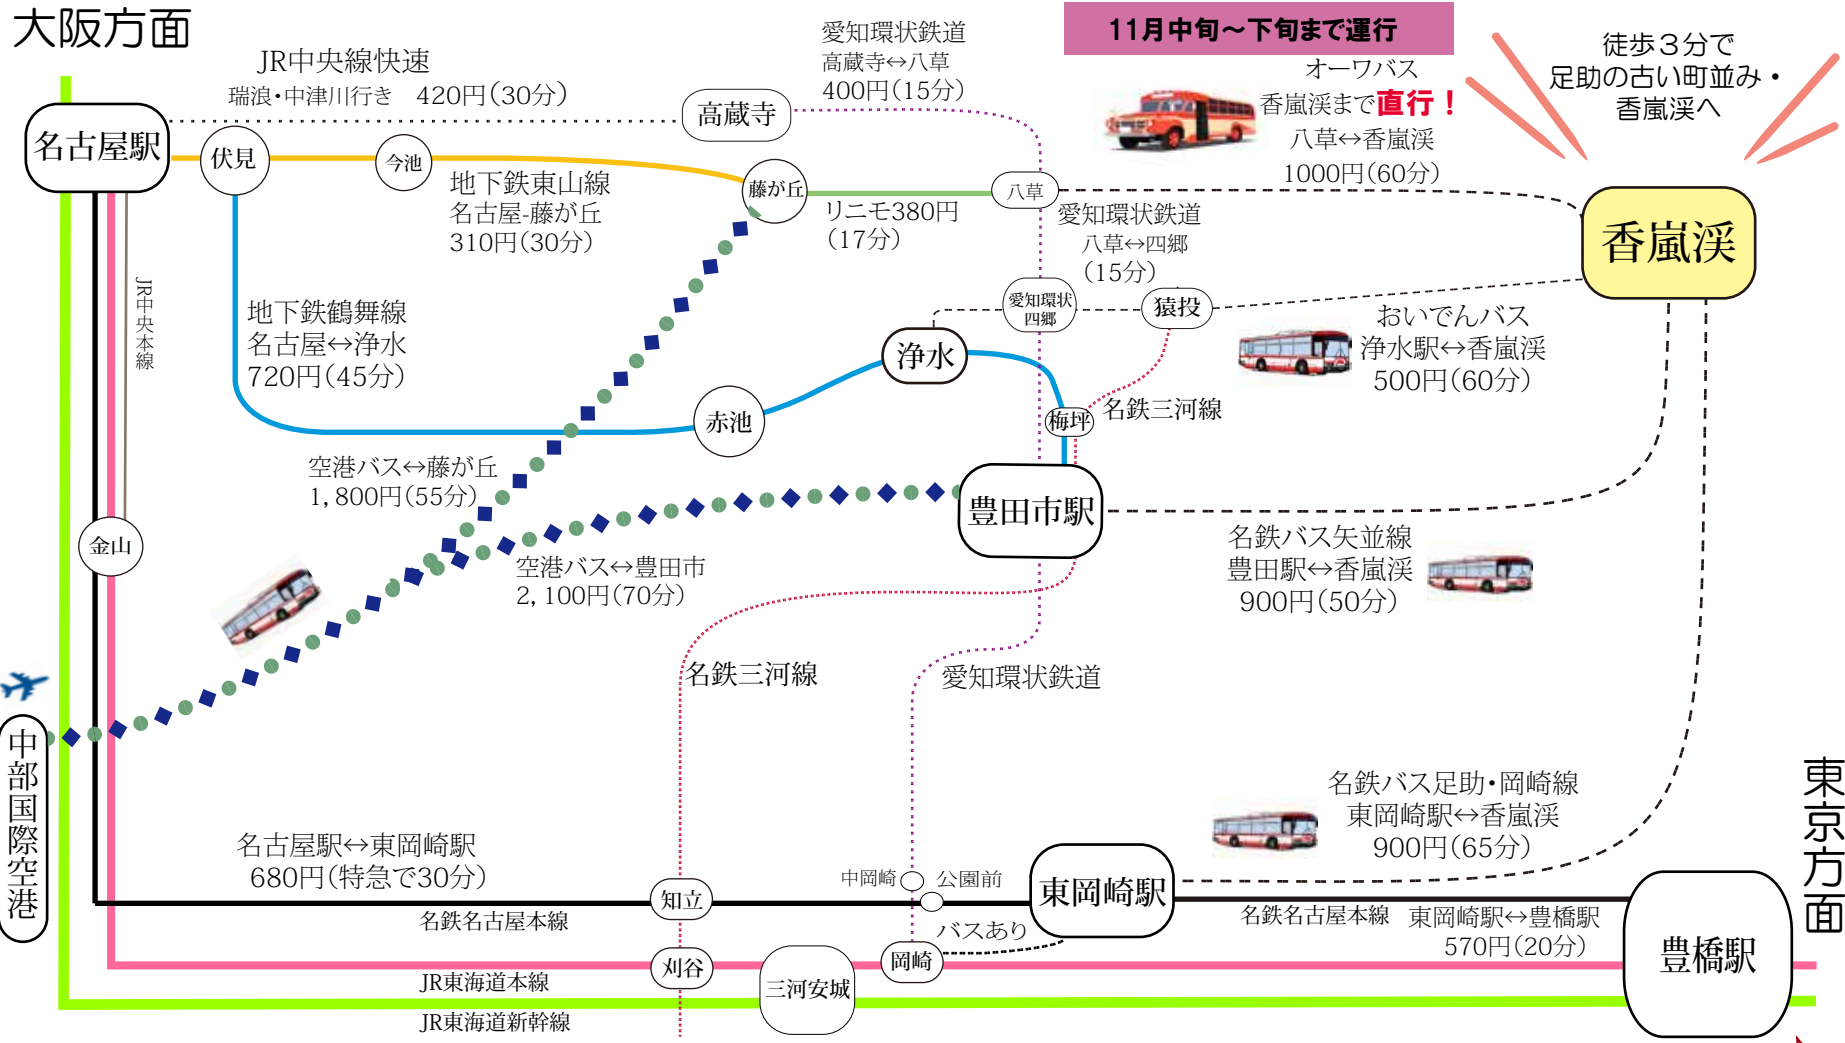 大阪方面
JR中央線快速
瑞浪・中津川行き 420円(30分)
愛知環状鉄道
高蔵寺↔八草
400円(15分)
11月中旬〜下旬まで運行
オーワバス
香嵐渓まで直行！
八草↔香嵐渓
1000円(60分)
徒歩3分で
足助の古い町並み・
香嵐渓へ
名古屋駅
伏見
今池
高蔵寺
藤が丘
八草
香嵐渓
地下鉄東山線
名古屋-藤が丘
310円(30分)
リニモ380円
(17分)
愛知環状鉄道
八草↔四郷
(15分)
JR中央本線
地下鉄鶴舞線
名古屋↔浄水
720円(45分)
愛知環状
四郷
猿投
浄水
おいでんバス
浄水駅↔香嵐渓
500円(60分)
赤池
梅坪
名鉄三河線
空港バス↔藤が丘
1,800円(55分)
豊田市駅
金山
空港バス↔豊田市
2,100円(70分)
名鉄バス矢並線
豊田駅↔香嵐渓
900円(50分)
名鉄三河線
愛知環状鉄道
中部国際空港
東京方面
名鉄バス足助・岡崎線
東岡崎駅↔香嵐渓
900円(65分)
名古屋駅↔東岡崎駅
680円(特急で30分)
名鉄名古屋本線
知立
中岡崎
公園前
東岡崎駅
名鉄名古屋本線
東岡崎駅↔豊橋駅
570円(20分)
バスあり
豊橋駅
刈谷
三河安城
岡崎
JR東海道本線
JR東海道新幹線